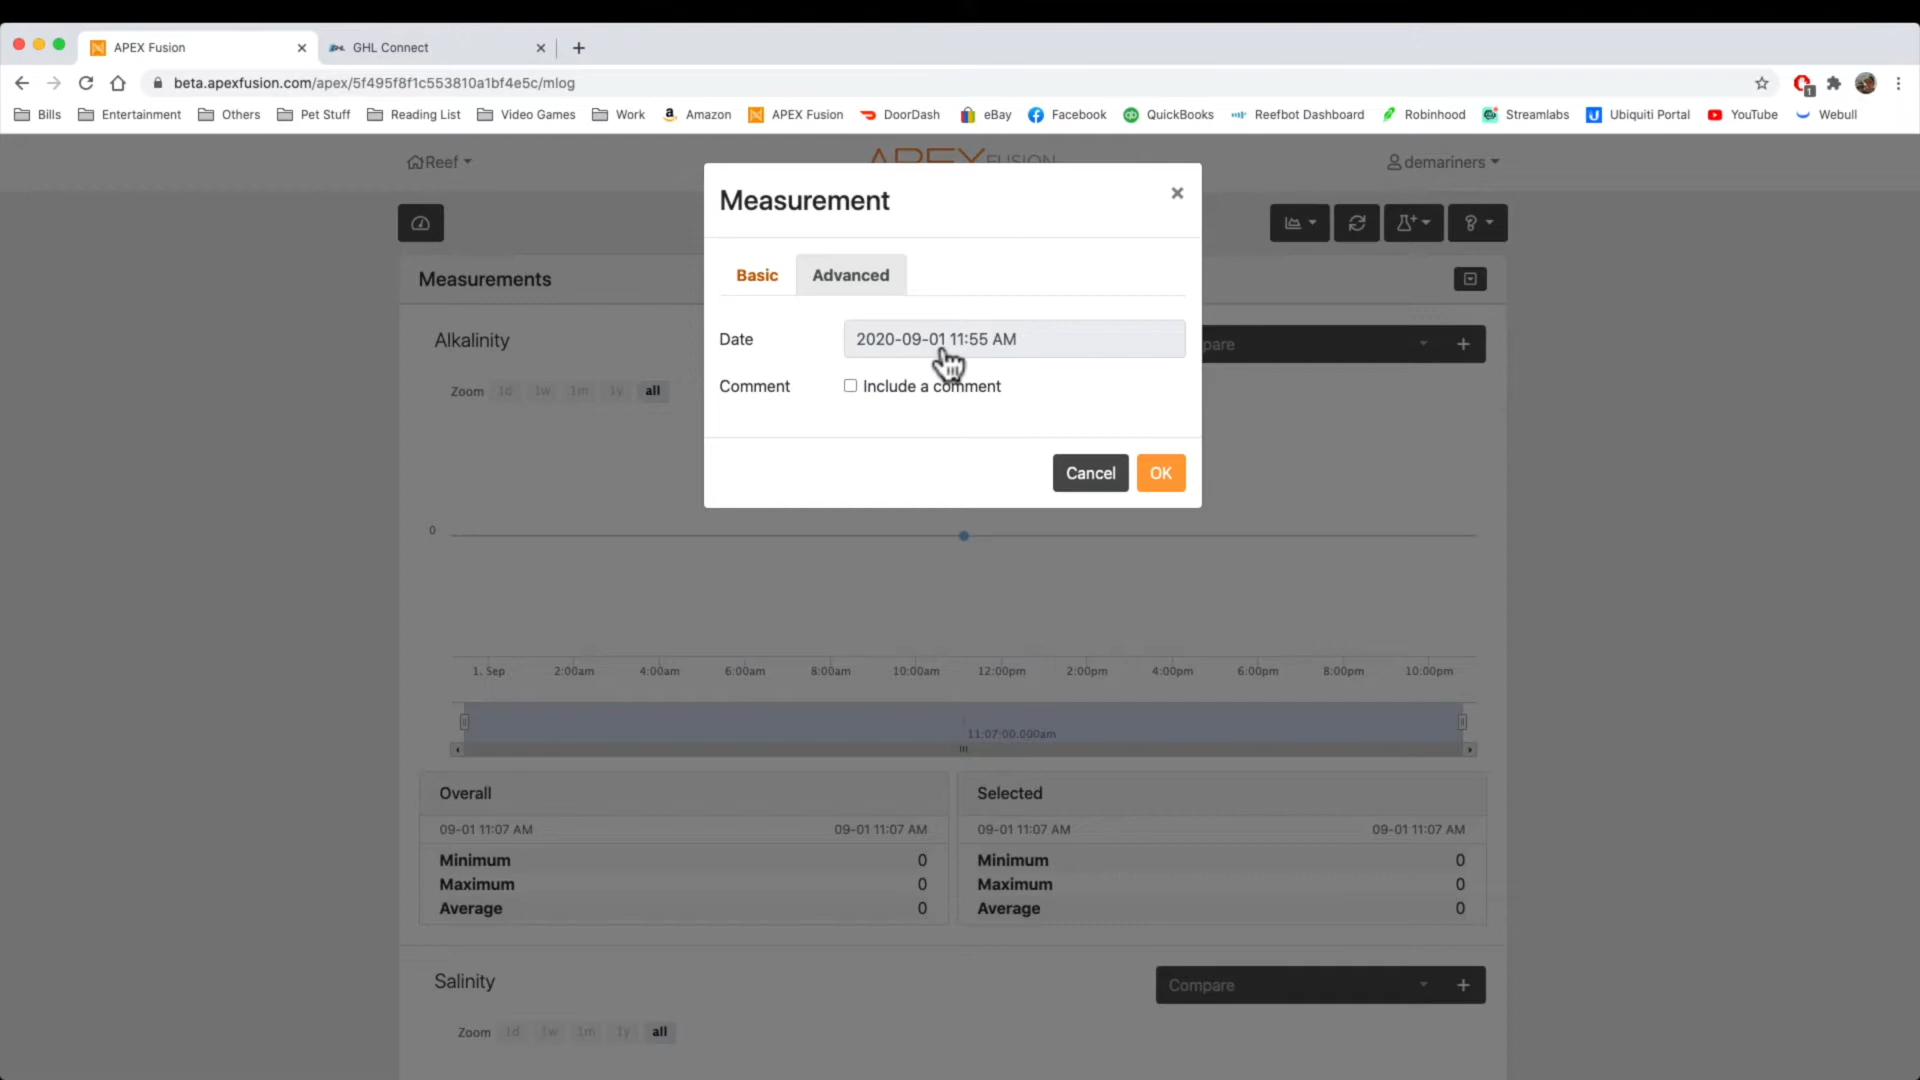 APEX Fusion
GHL Connect
beta.apexfusion.com/apex/5f495f8f1c553810a1bf4e5c/mlog
1
Bills Entertainment Others Pet Stuff Reading List Video Games Work Amazon APEX Fusion DoorDash eBay Facebook QuickBooks Reefbot Dashboard Robinhood Streamlabs Ubiquiti Portal YouTube Webull
Reef
APEX FUSION
demariners
Measurement
Basic Advanced
Date 2020-09-01 11:55 AM
Comment Include a comment
Cancel OK
Measurements
Alkalinity
Zoom 1d 1w 1m 1y all
0
1. Sep 2:00am 4:00am 6:00am 8:00am 10:00am 12:00pm 2:00pm 4:00pm 6:00pm 8:00pm 10:00pm
11:07:00.000am
Overall
09-01 11:07 AM 09-01 11:07 AM
Minimum 0
Maximum 0
Average 0
Selected
09-01 11:07 AM 09-01 11:07 AM
Minimum 0
Maximum 0
Average 0
Salinity
Compare
Zoom 1d 1w 1m 1y all